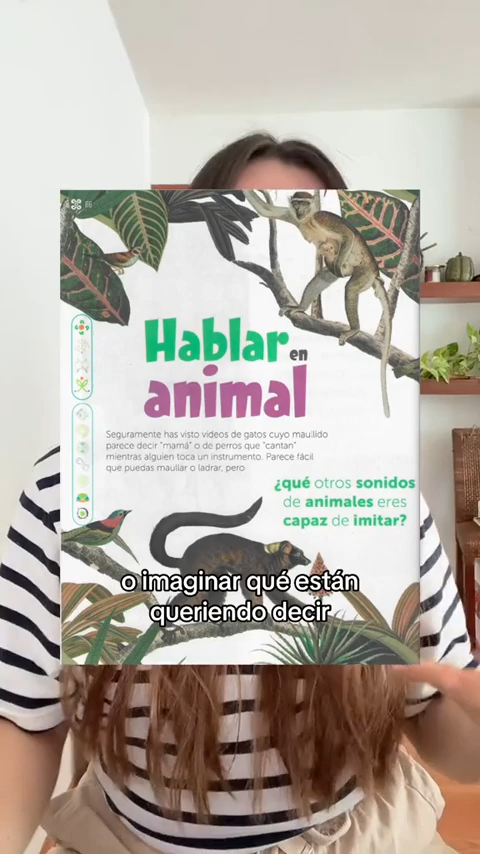 Hablar en
animal
Seguramente has visto videos de gatos cuyo maullido
parece decir "mamá" o de perros que "cantan"
mientras alguien toca un instrumento. Parece fácil
que puedas maullar o ladrar, pero
¿qué otros sonidos
de animales eres
capaz de imitar?
o imaginar qué están
queriendo decir